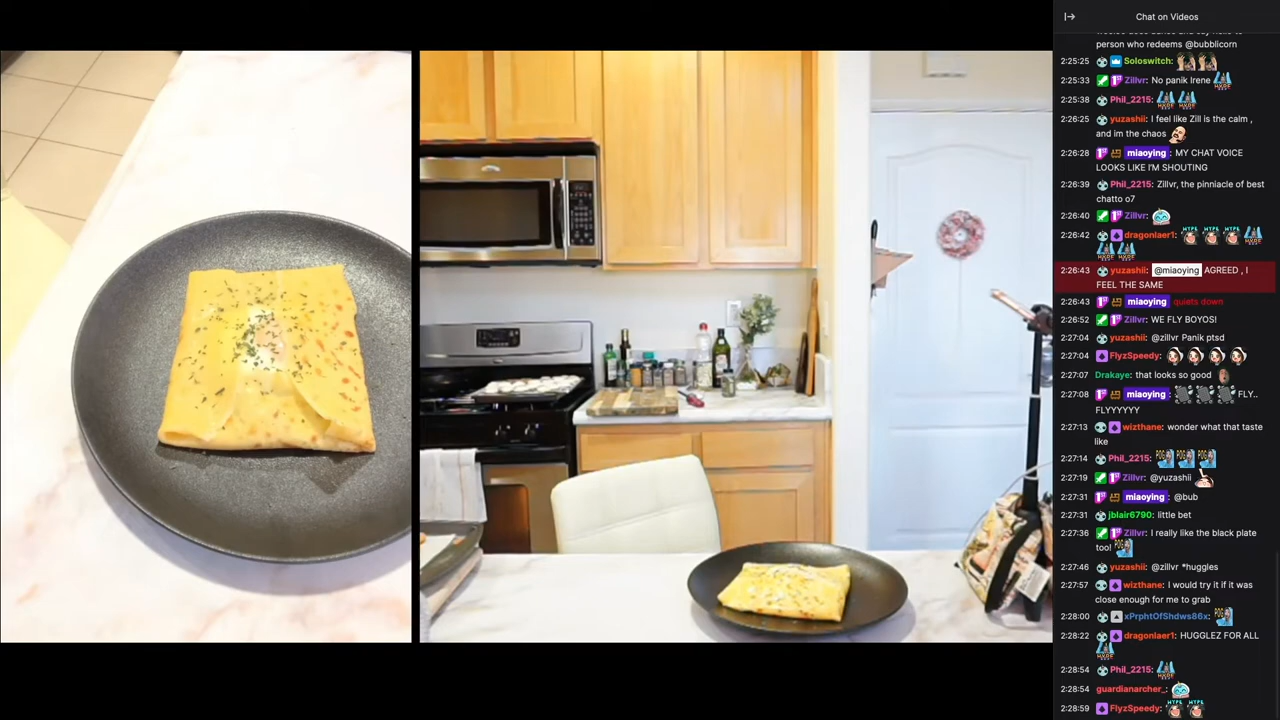 Chat on Videos
person who redeems @bubblicorn
2:25:25 Soloswitch:
2:25:33 Zillvr: No panik Irene
2:25:38 Phil_2215:
2:26:25 yuzashii: I feel like Zill is the calm ,
and im the chaos
2:26:28 miaoying : MY CHAT VOICE
LOOKS LIKE I'M SHOUTING
2:26:39 Phil_2215: Zillvr, the pinniacle of best
chatto o7
2:26:40 Zillvr:
2:26:42 dragonlaer1:
2:26:43 yuzashii: @miaoying AGREED , I
FEEL THE SAME
2:26:43 miaoying quiets down
2:26:52 Zillvr: WE FLY BOYOS!
2:27:04 yuzashii: @zillvr Panik ptsd
2:27:04 FlyzSpeedy:
2:27:07 Drakaye: that looks so good
2:27:08 miaoying : FLY..
FLYYYYYY
2:27:13 wizthane: wonder what that taste
like
2:27:14 Phil_2215:
2:27:19 Zillvr: @yuzashii
2:27:31 miaoying : @bub
2:27:31 jblair6790: little bet
2:27:36 Zillvr: I really like the black plate
too!
2:27:46 yuzashii: @zillvr *huggles
2:27:57 wizthane: I would try it if it was
close enough for me to grab
2:28:00 xPrphtOfShdws86x:
2:28:22 dragonlaer1: HUGGLEZ FOR ALL
2:28:54 Phil_2215:
2:28:54 guardianarcher_:
2:28:59 FlyzSpeedy: